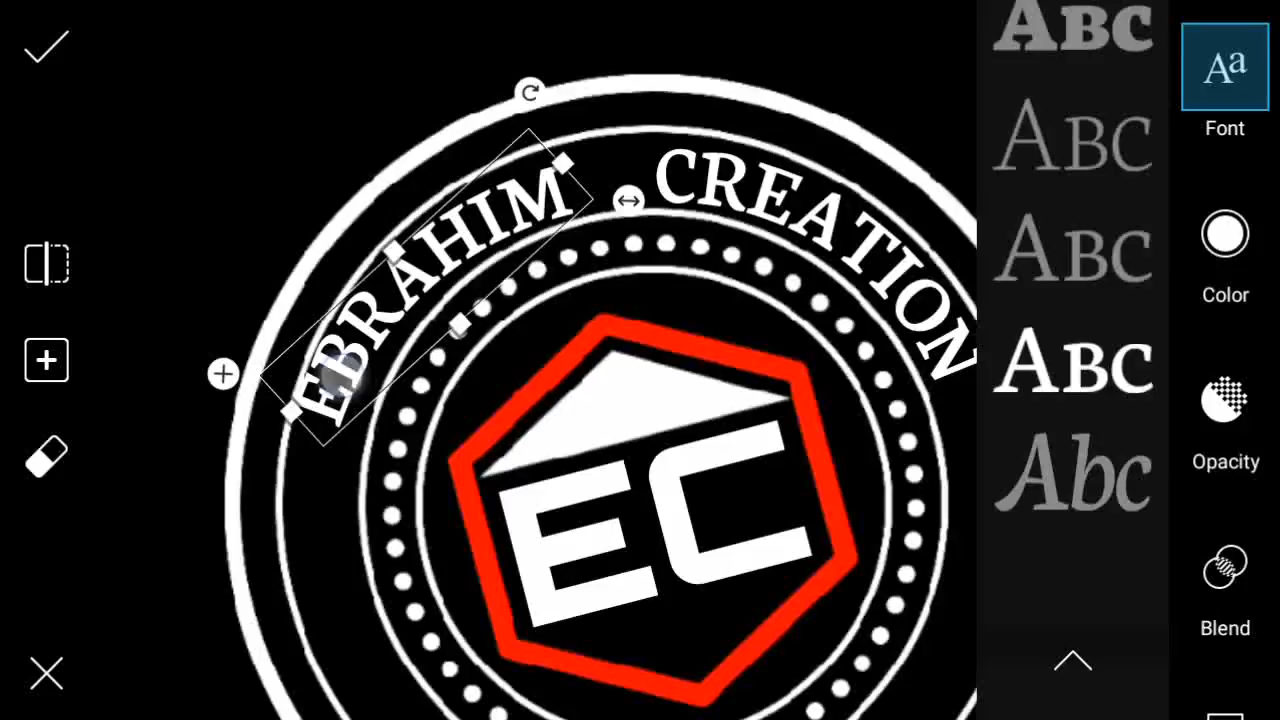 EBRAHIM CREATION
EC
ABC
ABC
ABC
ABC
Abc
Aa
Font
Color
Opacity
Blend